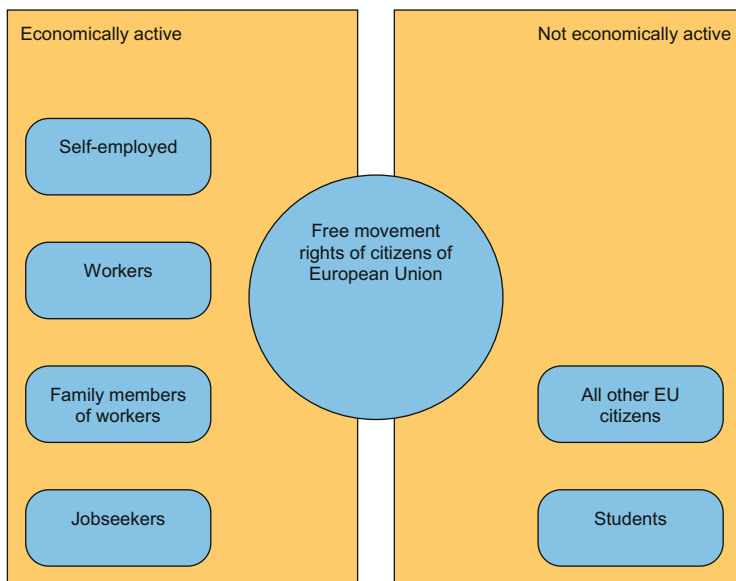 Economically active
Not economically active
Self-employed
Free movement
rights of citizens of
European Union
Workers
Family members
of workers
All other EU
citizens
Jobseekers
Students